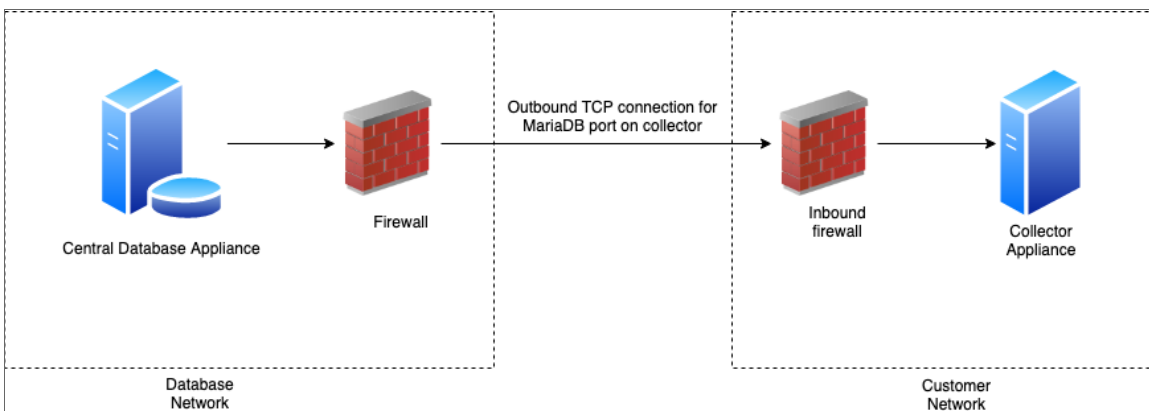 Outbound TCP connection for
MariaDB port on collector
Central Database Appliance
Firewall
Inbound
firewall
Collector
Appliance
Database
Network
Customer
Network